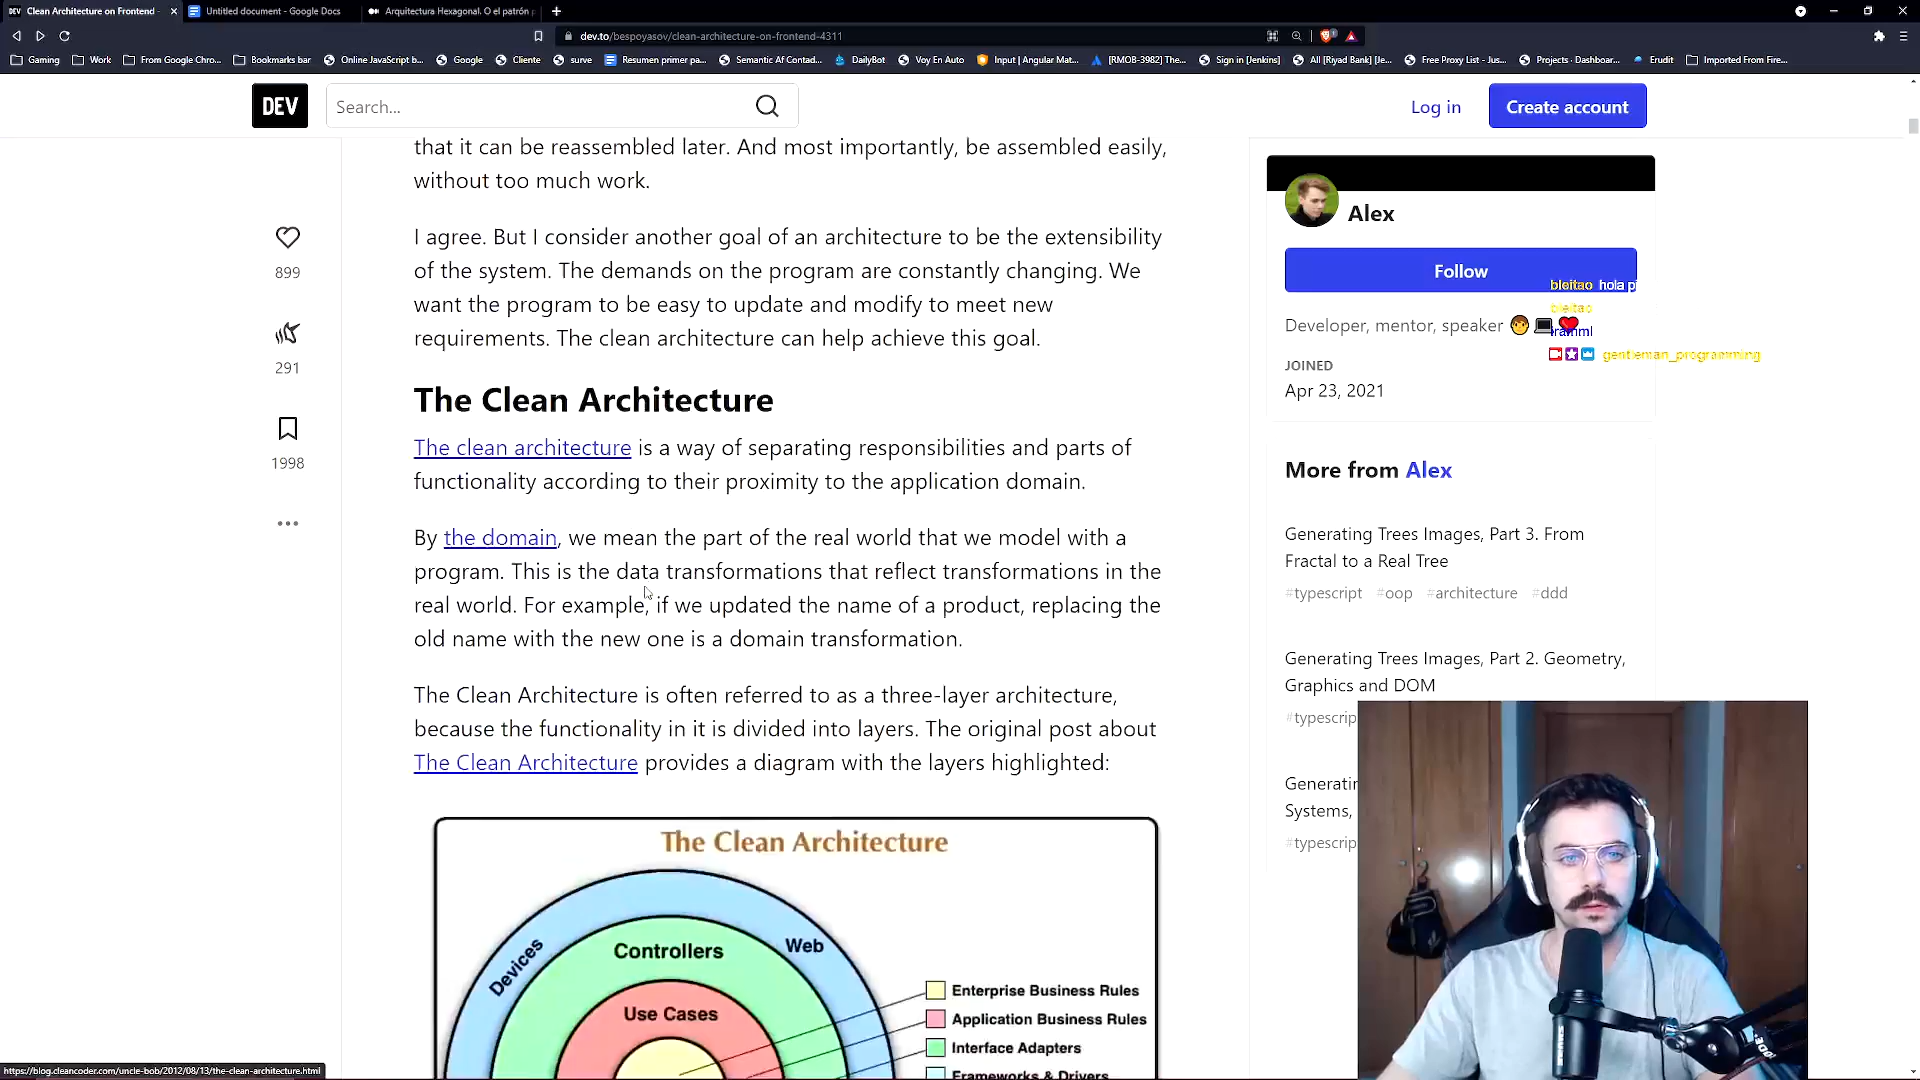 DEV Clean Architecture on Frontend -
Untitled document - Google Docs
Arquitectura Hexagonal. O el patrón
dev.to/bespoyasov/clean-architecture-on-frontend-4311
Gaming
Work
From Google Chro...
Bookmarks bar
Online JavaScript b...
Google
Cliente
surve
Resumen primer pa...
Semantic Af Contad...
DailyBot
Voy En Auto
Input | Angular Mat...
[RMOB-3982] [The...
Sign in [Jenkins]
All [Riyad Bank] [Je...
Free Proxy List - Jus...
Projects · Dashboar...
Erudit
Imported From Fire...
DEV
Search...
Log in
Create account
that it can be reassembled later. And most importantly, be assembled easily,
without too much work.
I agree. But I consider another goal of an architecture to be the extensibility
of the system. The demands on the program are constantly changing. We
want the program to be easy to update and modify to meet new
requirements. The clean architecture can help achieve this goal.
The Clean Architecture
The clean architecture is a way of separating responsibilities and parts of
functionality according to their proximity to the application domain.
By the domain, we mean the part of the real world that we model with a
program. This is the data transformations that reflect transformations in the
real world. For example, if we updated the name of a product, replacing the
old name with the new one is a domain transformation.
The Clean Architecture is often referred to as a three-layer architecture,
because the functionality in it is divided into layers. The original post about
The Clean Architecture provides a diagram with the layers highlighted:
The Clean Architecture
Devices
Controllers
Web
Use Cases
Enterprise Business Rules
Application Business Rules
Interface Adapters
Frameworks & Drivers
899
291
1998
Alex
Follow
bleitao hola pi
bleitao
Developer, mentor, speaker
gentleman_programming
JOINED
Apr 23, 2021
More from Alex
Generating Trees Images, Part 3. From
Fractal to a Real Tree
#typescript #oop #architecture #ddd
Generating Trees Images, Part 2. Geometry,
Graphics and DOM
#typescrip
Generatin
Systems,
#typescrip
https://blog.cleancoder.com/uncle-bob/2012/08/13/the-clean-architecture.html